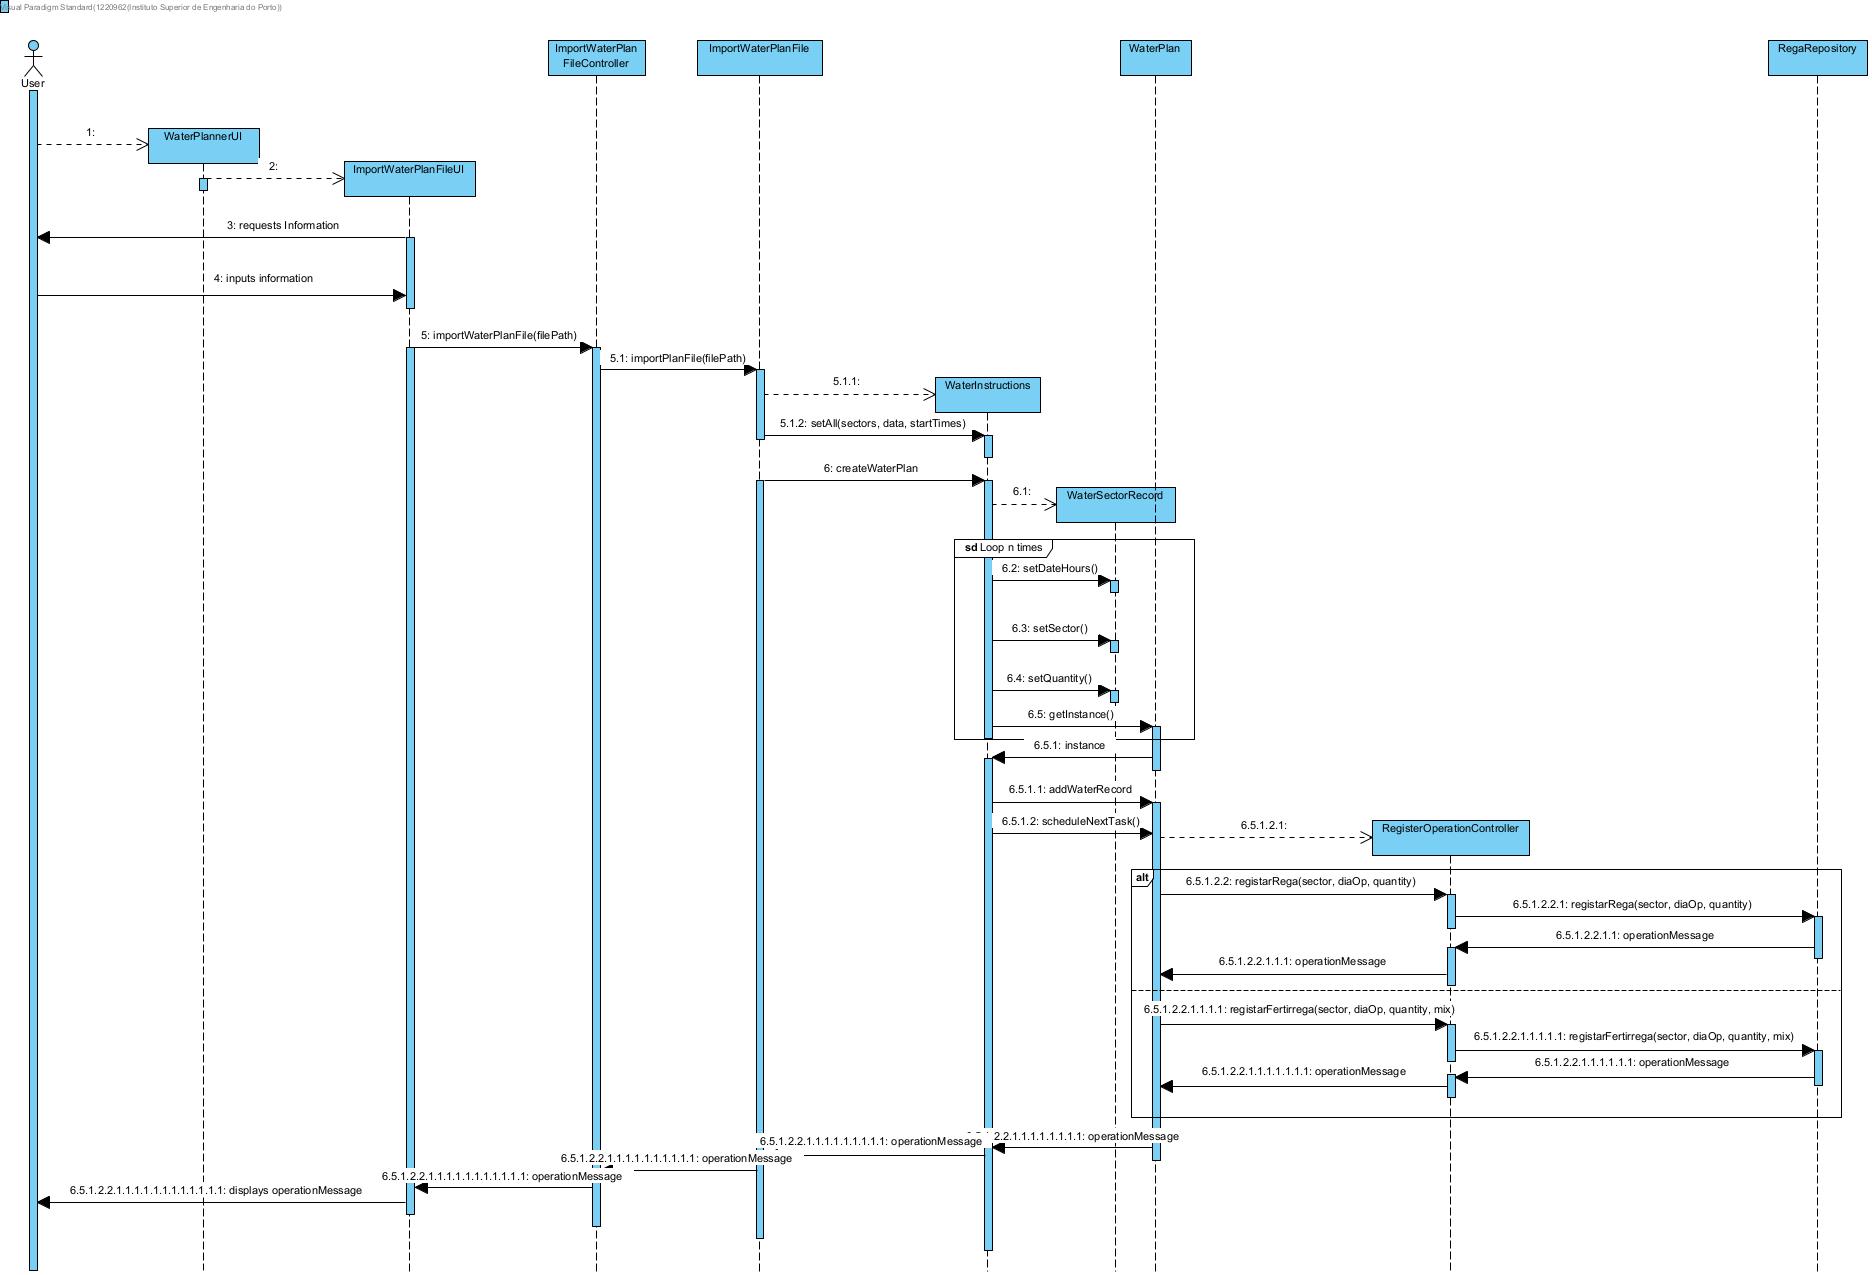 Visual Paradigm Standard(1220962(Instituto Superior de Engenharia do Porto))
User
ImportWaterPlan
FileController
ImportWaterPlanFile
WaterPlan
RegaRepository
1:
WaterPlannerUI
2:
ImportWaterPlanFileUI
3: requests Information
4: inputs information
5: importWaterPlanFile(filePath)
5.1: importPlanFile(filePath)
5.1.1:
WaterInstructions
5.1.2: setAll(sectors, data, startTimes)
6: createWaterPlan
6.1:
WaterSectorRecord
sd Loop n times
6.2: setDateHours()
6.3: setSector()
6.4: setQuantity()
6.5: getInstance()
6.5.1: instance
6.5.1.1: addWaterRecord
6.5.1.2: scheduleNextTask()
6.5.1.2.1:
RegisterOperationController
alt
6.5.1.2.2: registarRega(sector, diaOp, quantity)
6.5.1.2.2.1: registarRega(sector, diaOp, quantity)
6.5.1.2.2.1.1: operationMessage
6.5.1.2.2.1.1.1: operationMessage
6.5.1.2.2.1.1.1.1: registarFertirrega(sector, diaOp, quantity, mix)
6.5.1.2.2.1.1.1.1.1: registarFertirrega(sector, diaOp, quantity, mix)
6.5.1.2.2.1.1.1.1.1.1: operationMessage
6.5.1.2.2.1.1.1.1.1.1.1: operationMessage
2.2.1.1.1.1.1.1.1.1: operationMessage
6.5.1.2.2.1.1.1.1.1.1.1.1.1: operationMessage
6.5.1.2.2.1.1.1.1.1.1.1.1.1.1: operationMessage
6.5.1.2.2.1.1.1.1.1.1.1.1.1.1.1: operationMessage
6.5.1.2.2.1.1.1.1.1.1.1.1.1.1.1.1: displays operationMessage